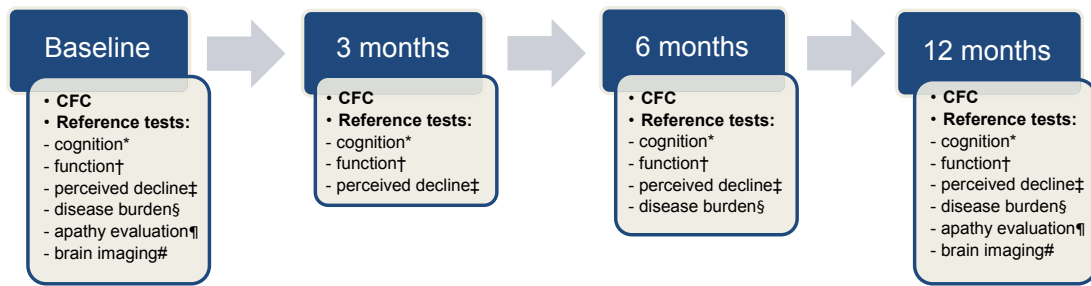 Baseline
• CFC
• Reference tests:
- cognition*
- function†
- perceived decline‡
- disease burden§
- apathy evaluation¶
- brain imaging#
3 months
• CFC
• Reference tests:
- cognition*
- function†
- perceived decline‡
6 months
• CFC
• Reference tests:
- cognition*
- function†
- perceived decline‡
- disease burden§
12 months
• CFC
• Reference tests:
- cognition*
- function†
- perceived decline‡
- disease burden§
- apathy evaluation¶
- brain imaging#